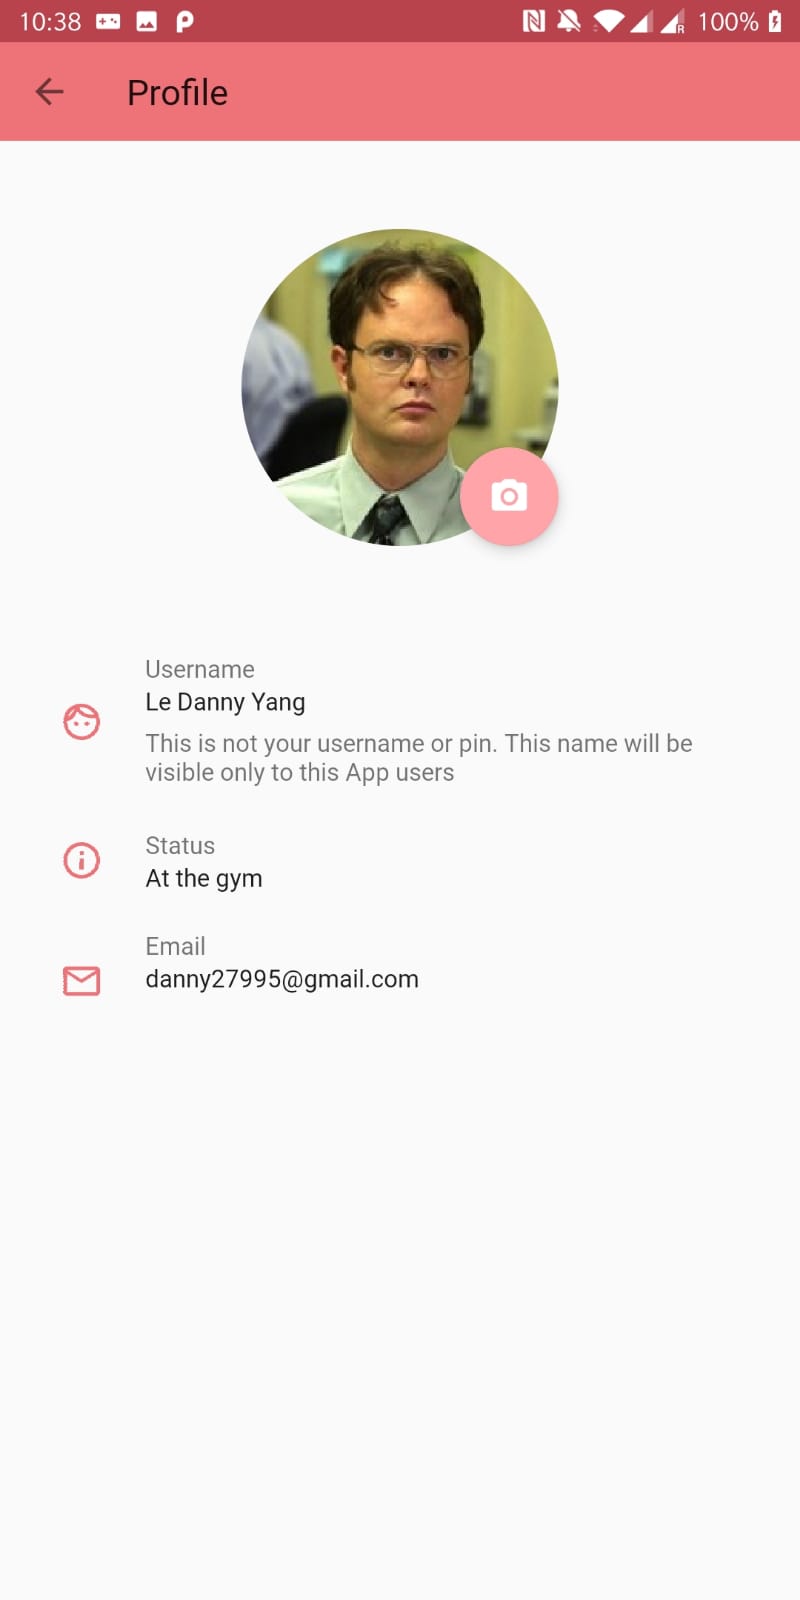 10:38
100%
Profile
Username
Le Danny Yang
This is not your username or pin. This name will be
visible only to this App users
Status
At the gym
Email
danny27995@gmail.com